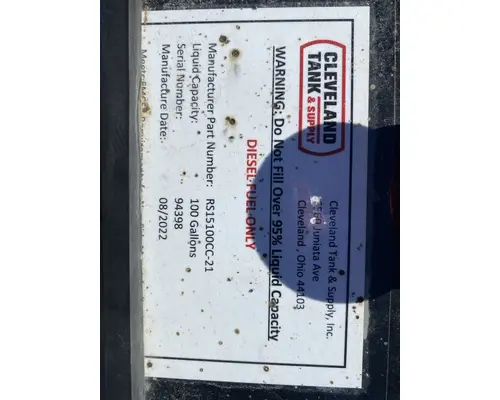 CLEVELAND
TANK
& SUPPLY
Cleveland Tank & Supply, Inc.
Juniata Ave
Cleveland, Ohio 44103
WARNING: Do Not Fill Over 95% Liquid Capacity
DIESEL FUEL ONLY
Manufacturer Part Number: RS15100CC-21
Liquid Capacity: 100 Gallons
Serial Number: 94398
Manufacture Date: 08/2022